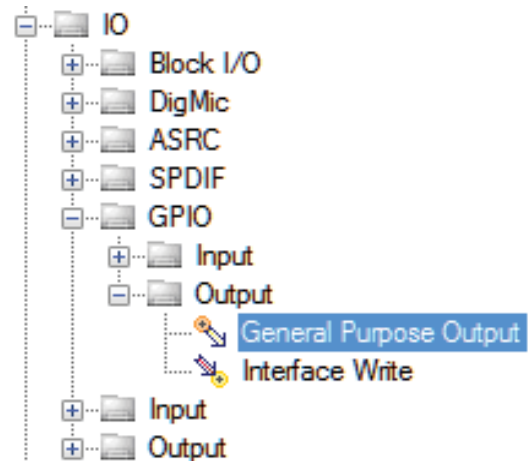 IO
Block I/O
DigMic
ASRC
SPDIF
GPIO
Input
Output
General Purpose Output
Interface Write
Input
Output